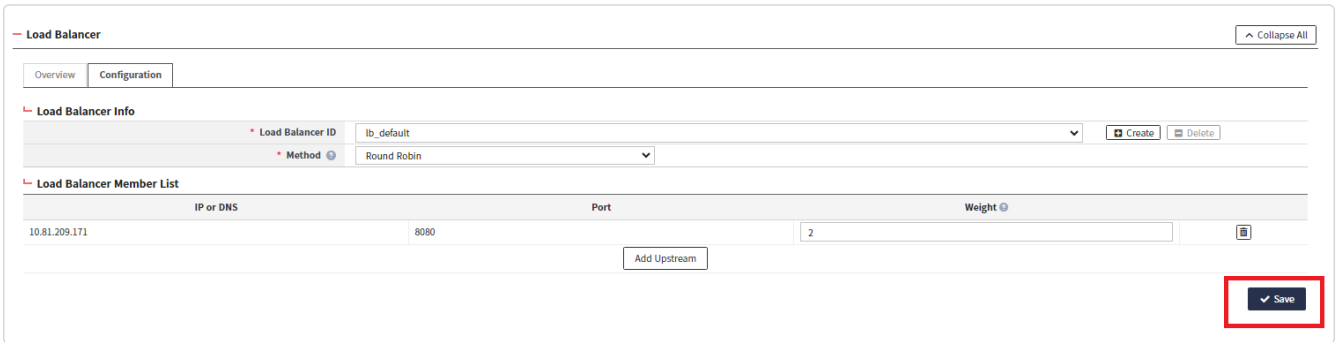 Load Balancer
Collapse All
Overview Configuration
Load Balancer Info
* Load Balancer ID lb_default Create Delete
* Method Round Robin
Load Balancer Member List
IP or DNS Port Weight
10.81.209.171 8080 2
Add Upstream
Save